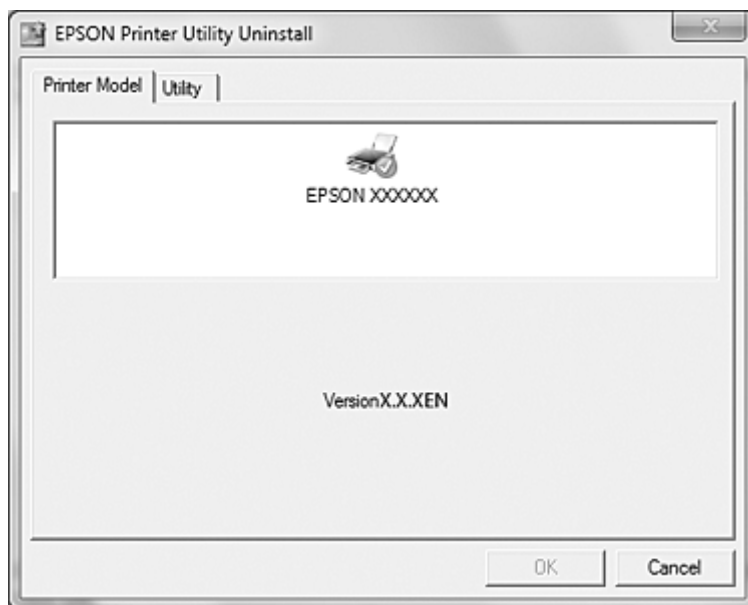 EPSON Printer Utility Uninstall
Printer Model Utility
EPSON XXXXXX
VersionX.X.XEN
OK Cancel